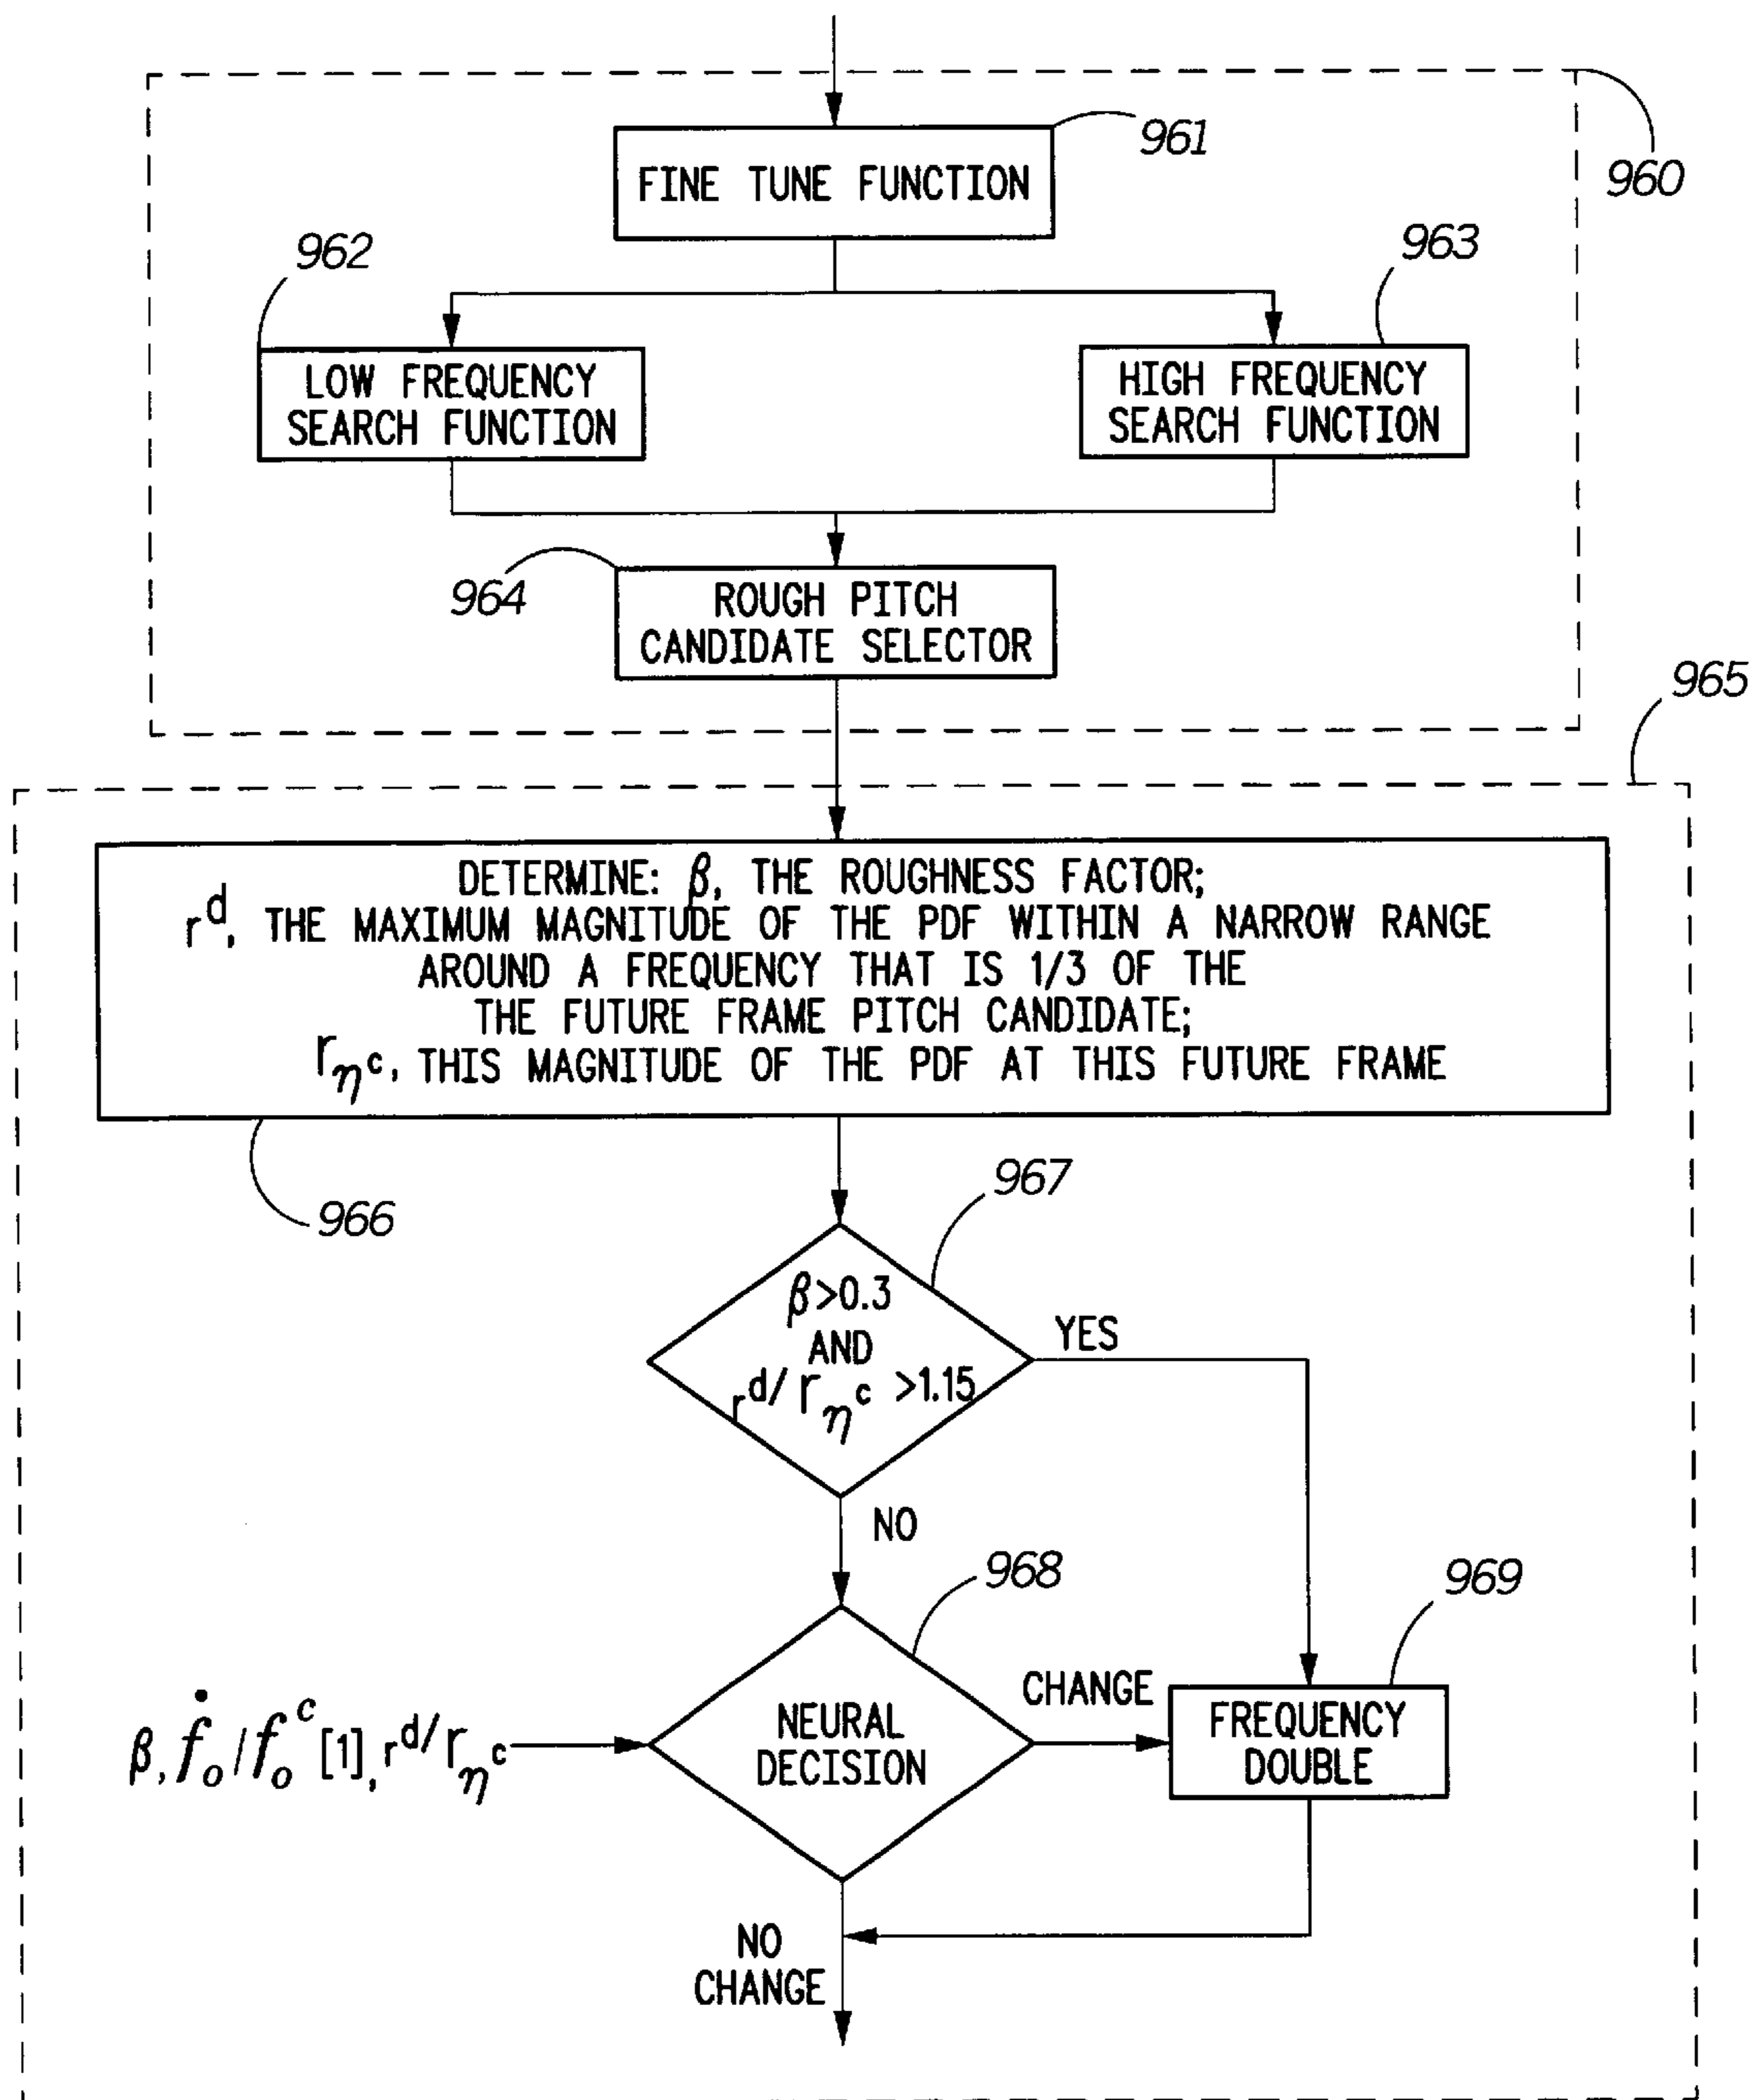 961
FINE TUNE FUNCTION
960
962
963
LOW FREQUENCY
SEARCH FUNCTION
HIGH FREQUENCY
SEARCH FUNCTION
964
ROUGH PITCH
CANDIDATE SELECTOR
965
DETERMINE: β, THE ROUGHNESS FACTOR;
r^d, THE MAXIMUM MAGNITUDE OF THE PDF WITHIN A NARROW RANGE
AROUND A FREQUENCY THAT IS 1/3 OF THE
THE FUTURE FRAME PITCH CANDIDATE;
r_η^c, THIS MAGNITUDE OF THE PDF AT THIS FUTURE FRAME
966
967
β>0.3
AND
r^d/r_η^c >1.15
YES
NO
968
969
NEURAL
DECISION
CHANGE
FREQUENCY
DOUBLE
β, ḟ_o/f_o^c [1], r^d/r_η^c
NO
CHANGE